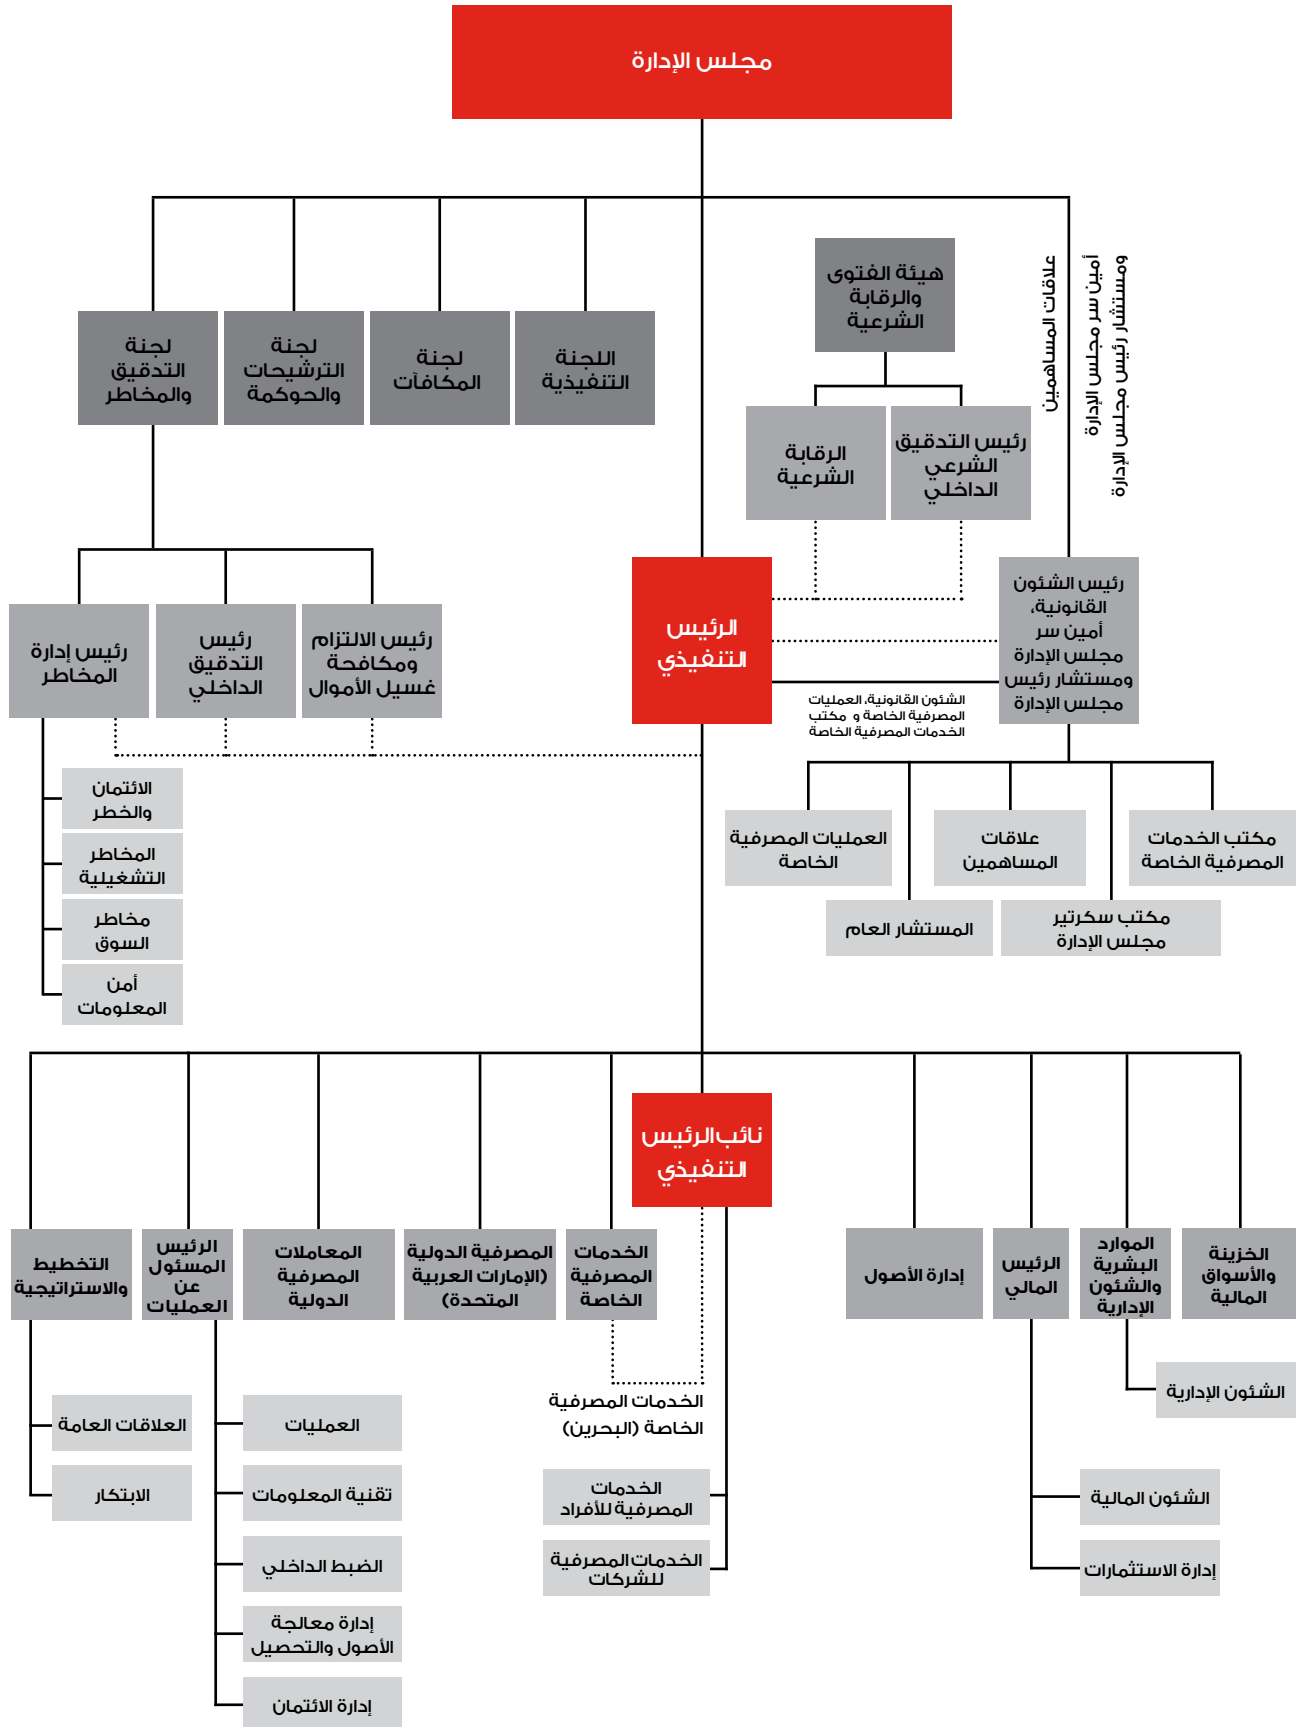 مجلس الإدارة
علاقات المساهمين
أمين سر مجلس الإدارة
ومستشار رئيس مجلس الإدارة
هيئة الفتوى
والرقابة
الشرعية
اللجنة
التنفيذية
لجنة
المكافآت
لجنة
الترشيحات
والحوكمة
لجنة
التدقيق
والمخاطر
رئيس التدقيق
الشرعي
الداخلي
الرقابة
الشرعية
رئيس الشئون
القانونية،
أمين سر
مجلس الإدارة
ومستشار رئيس
مجلس الإدارة
الرئيس
التنفيذي
الشئون القانونية، العمليات
المصرفية الخاصة و مكتب
الخدمات المصرفية الخاصة
رئيس الالتزام
ومكافحة
غسيل الأموال
رئيس
التدقيق
الداخلي
رئيس إدارة
المخاطر
الائتمان
والخطر
المخاطر
التشغيلية
مخاطر
السوق
أمن
المعلومات
مكتب الخدمات
المصرفية الخاصة
علاقات
المساهمين
العمليات المصرفية
الخاصة
مكتب سكرتير
مجلس الإدارة
المستشار العام
نائب الرئيس
التنفيذي
الخزينة
والأسواق
المالية
الموارد
البشرية
والشئون
الإدارية
الرئيس
المالي
إدارة الأصول
الخدمات
المصرفية
الخاصة
المصرفية الدولية
(الإمارات العربية
المتحدة)
المعاملات
المصرفية
الدولية
الرئيس
المسئول
عن
العمليات
التخطيط
والاستراتيجية
الشئون الإدارية
الشئون المالية
إدارة الاستثمارات
الخدمات المصرفية
الخاصة (البحرين)
الخدمات
المصرفية للأفراد
الخدمات المصرفية
للشركات
العمليات
تقنية المعلومات
الضبط الداخلي
إدارة معالجة
الأصول والتحصيل
إدارة الائتمان
العلاقات العامة
الابتكار